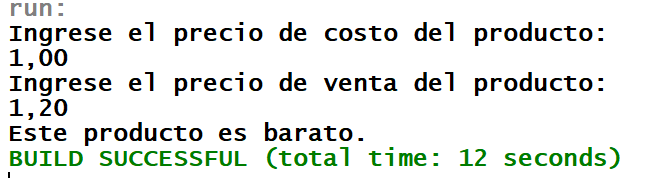 run:
Ingrese el precio de costo del producto:
1,00
Ingrese el precio de venta del producto:
1,20
Este producto es barato.
BUILD SUCCESSFUL (total time: 12 seconds)